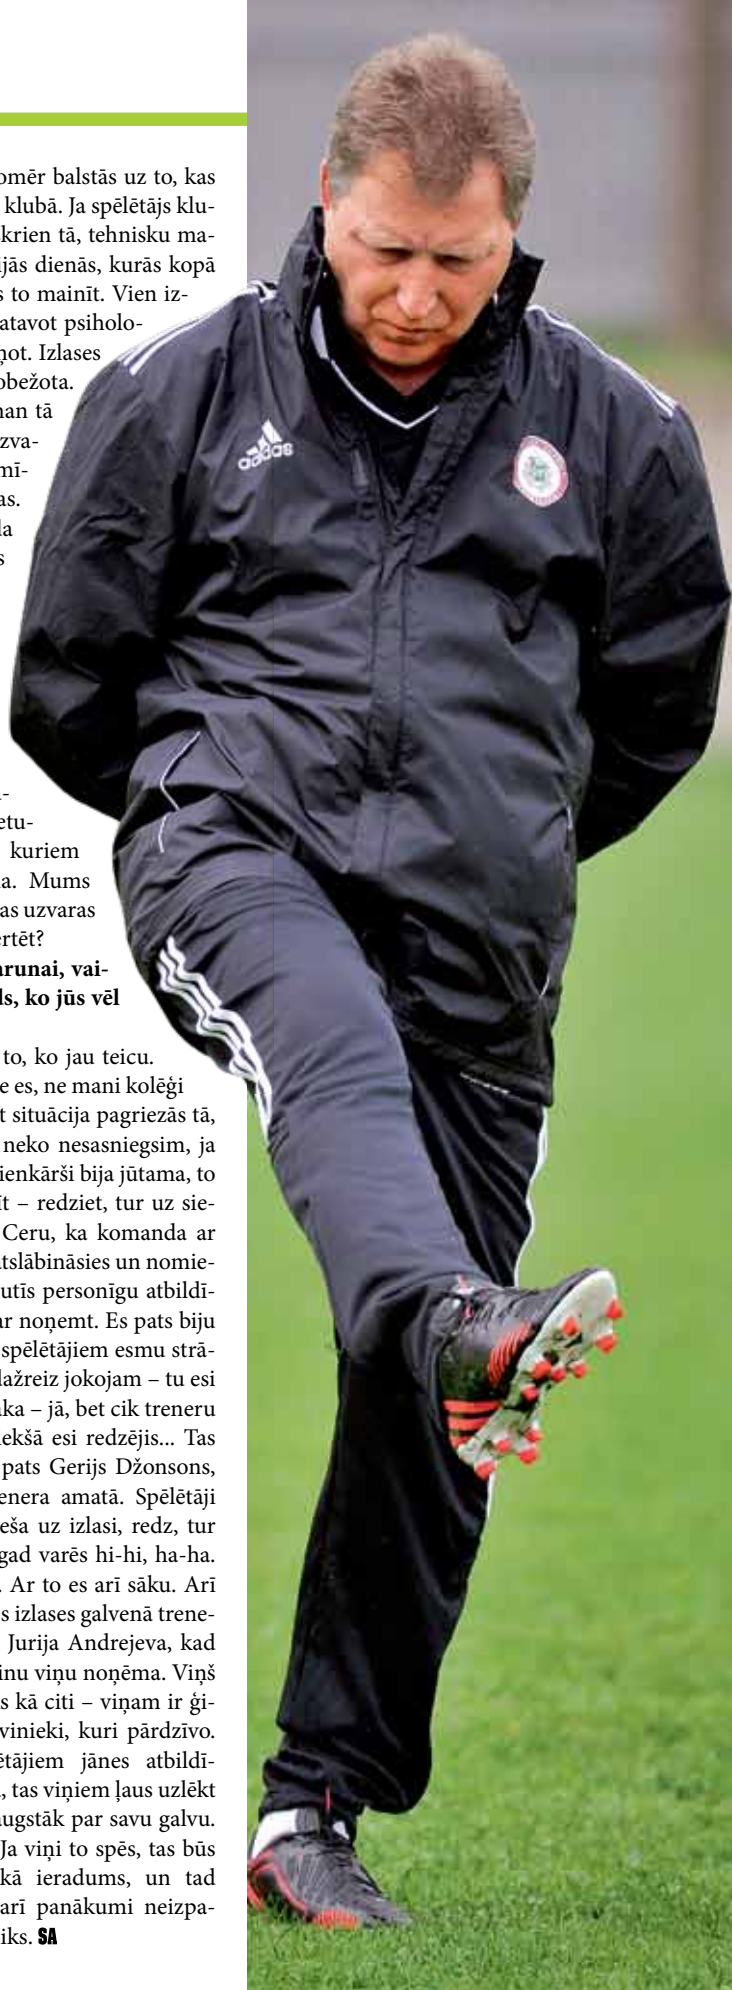 omēr balstās uz to, kas
klubā. Ja spēlētājs klu-
krien tā, tehnisku ma-
ijās dienās, kurās kopā
s to mainīt. Vien iz-
atavot psiholo-
ņot. Izlases
obežota.
nan tā
zva-
mī-
as.
la
s
etu-
kuriem
a. Mums
as uzvaras
ertēt?
arunai, vai-
ds, ko jūs vēl
to, ko jau teicu.
e es, ne mani kolēģi
t situācija pagriezās tā,
neko nesasniegsim, ja
ienkārši bija jūtama, to
īt – redziet, tur uz sie-
Ceru, ka komanda ar
atslābināsies un nomie-
utīs personīgu atbildī-
ar noņemt. Es pats biju
spēlētājiem esmu strā-
dažreiz jokojam – tu esi
aka – jā, bet cik treneru
ekšā esi redzējis... Tas
pats Gerijs Džonsons,
enera amatā. Spēlētāji
eša uz izlasi, redz, tur
gad varēs hi-hi, ha-ha.
. Ar to es arī sāku. Arī
s izlases galvenā trene-
Jurija Andrejeva, kad
inu viņu noņēma. Viņš
s kā citi – viņam ir ģi-
vinieki, kuri pārdzīvo.
ētājiem jānes atbildī-
, tas viņiem ļaus uzlēkt
augstāk par savu galvu.
Ja viņi to spēs, tas būs
kā ieradums, un tad
arī panākumi neizpa-
iks. SA
adidas